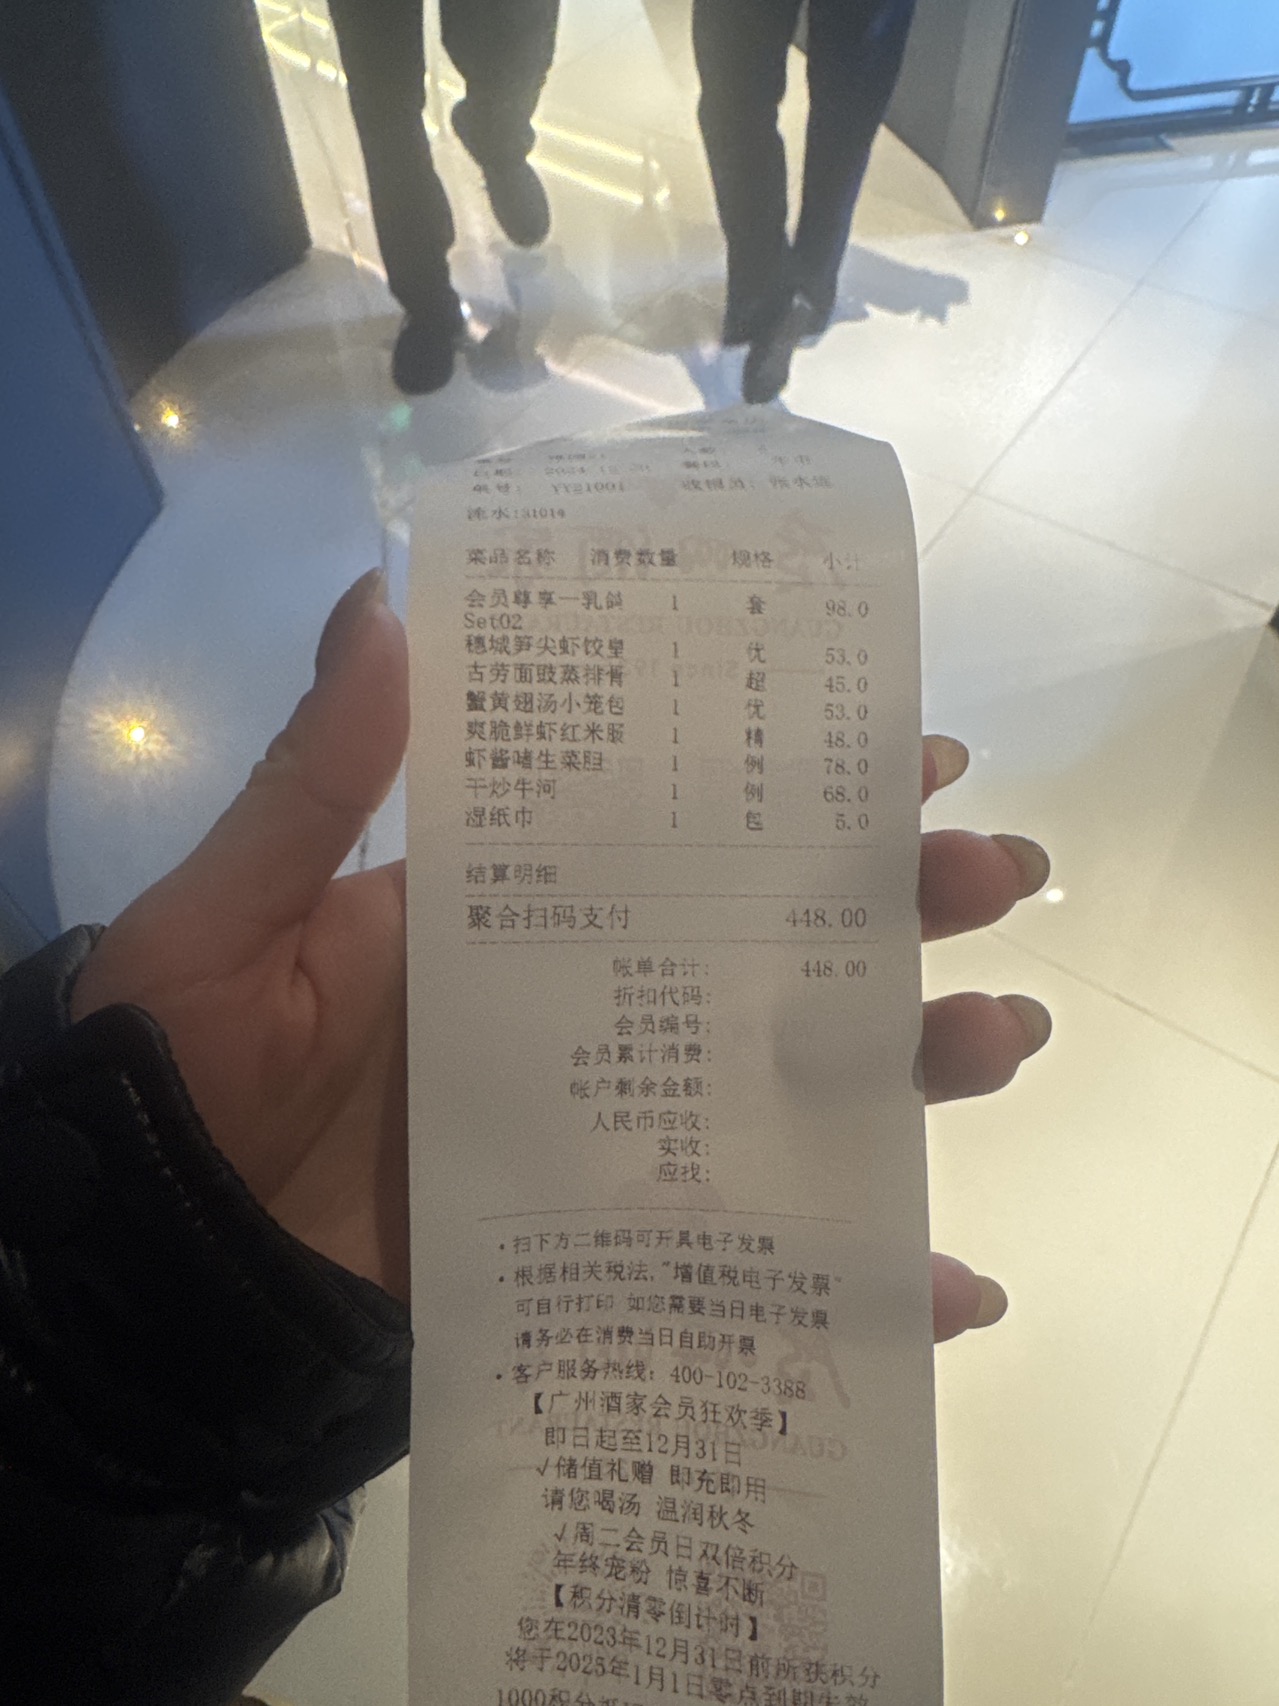 单号: YY21001 收银员:
流水:31014
菜品名称 消费数量 规格 小计
会员尊享一乳鸽 1 套 98.0
Set02
穗城笋尖虾饺皇 1 优 53.0
古劳面豉蒸排骨 1 超 45.0
蟹黄翅汤小笼包 1 优 53.0
爽脆鲜虾红米肠 1 精 48.0
虾酱啫生菜胆 1 例 78.0
干炒牛河 1 例 68.0
湿纸巾 1 包 5.0
结算明细
聚合扫码支付 448.00
帐单合计: 448.00
折扣代码:
会员编号:
会员累计消费:
帐户剩余金额:
人民币应收:
实收:
应找:
·扫下方二维码可开具电子发票
·根据相关税法,"增值税电子发票"
可自行打印 如您需要当日电子发票
请务必在消费当日自助开票
·客户服务热线: 400-102-3388
【广州酒家会员狂欢季】
即日起至12月31日
√储值礼赠 即充即用
请您喝汤 温润秋冬
√周二会员日双倍积分
年终宠粉 惊喜不断
【积分清零倒计时】
您在2023年12月31日前所获积分
将于2025年1月1日零点到期失效
1000积分